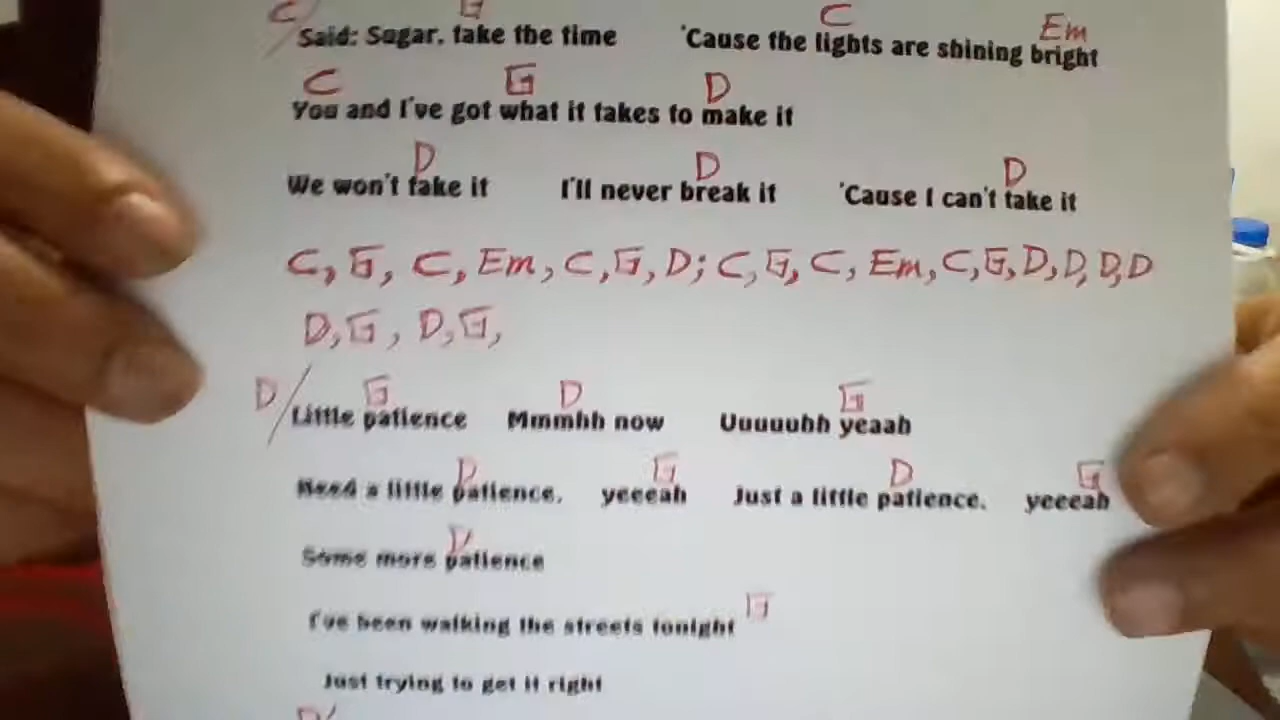 C/ G C Em
Said: Sugar, take the time 'Cause the lights are shining bright
C G D
You and I've got what it takes to make it
D D D
We won't fake it I'll never break it 'Cause I can't take it
C, G, C, Em, C, G, D; C, G, C, Em, C, G, D, D, D, D
D, G, D, G,
D/ G D G
Little patience Mmmhh now Uuuuuhh yeaah
D G D G
Need a little patience, yeeeah Just a little patience, yeeeah
D
Some more patience
G
I've been walking the streets tonight
Just trying to get it right
D/